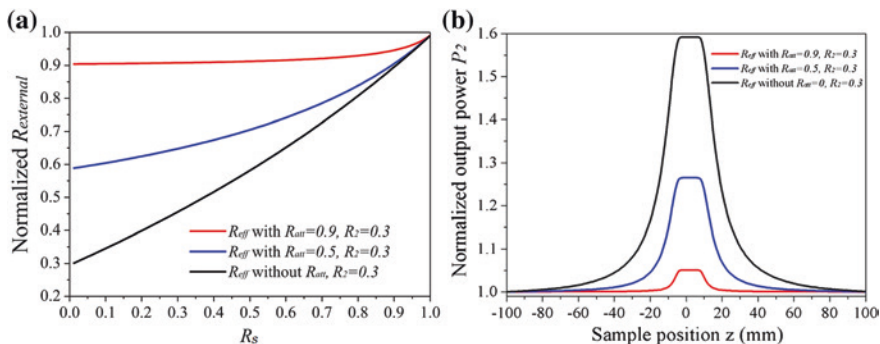 (a)
1.0
0.9
0.8
0.7
0.6
0.5
0.4
0.3
0.2
Normalized Rexternal
Reff with Ratt=0.9, R2=0.3
Reff with Ratt=0.5, R2=0.3
Reff without Ratt, R2=0.3
0.0 0.1 0.2 0.3 0.4 0.5 0.6 0.7 0.8 0.9 1.0
Rs
(b)
1.6
1.5
1.4
1.3
1.2
1.1
1.0
Normalized output power P2
Reff with Ratt=0.9, R2=0.3
Reff with Ratt=0.5, R2=0.3
Reff without Ratt=0, R2=0.3
-100 -80 -60 -40 -20 0 20 40 60 80 100
Sample position z (mm)